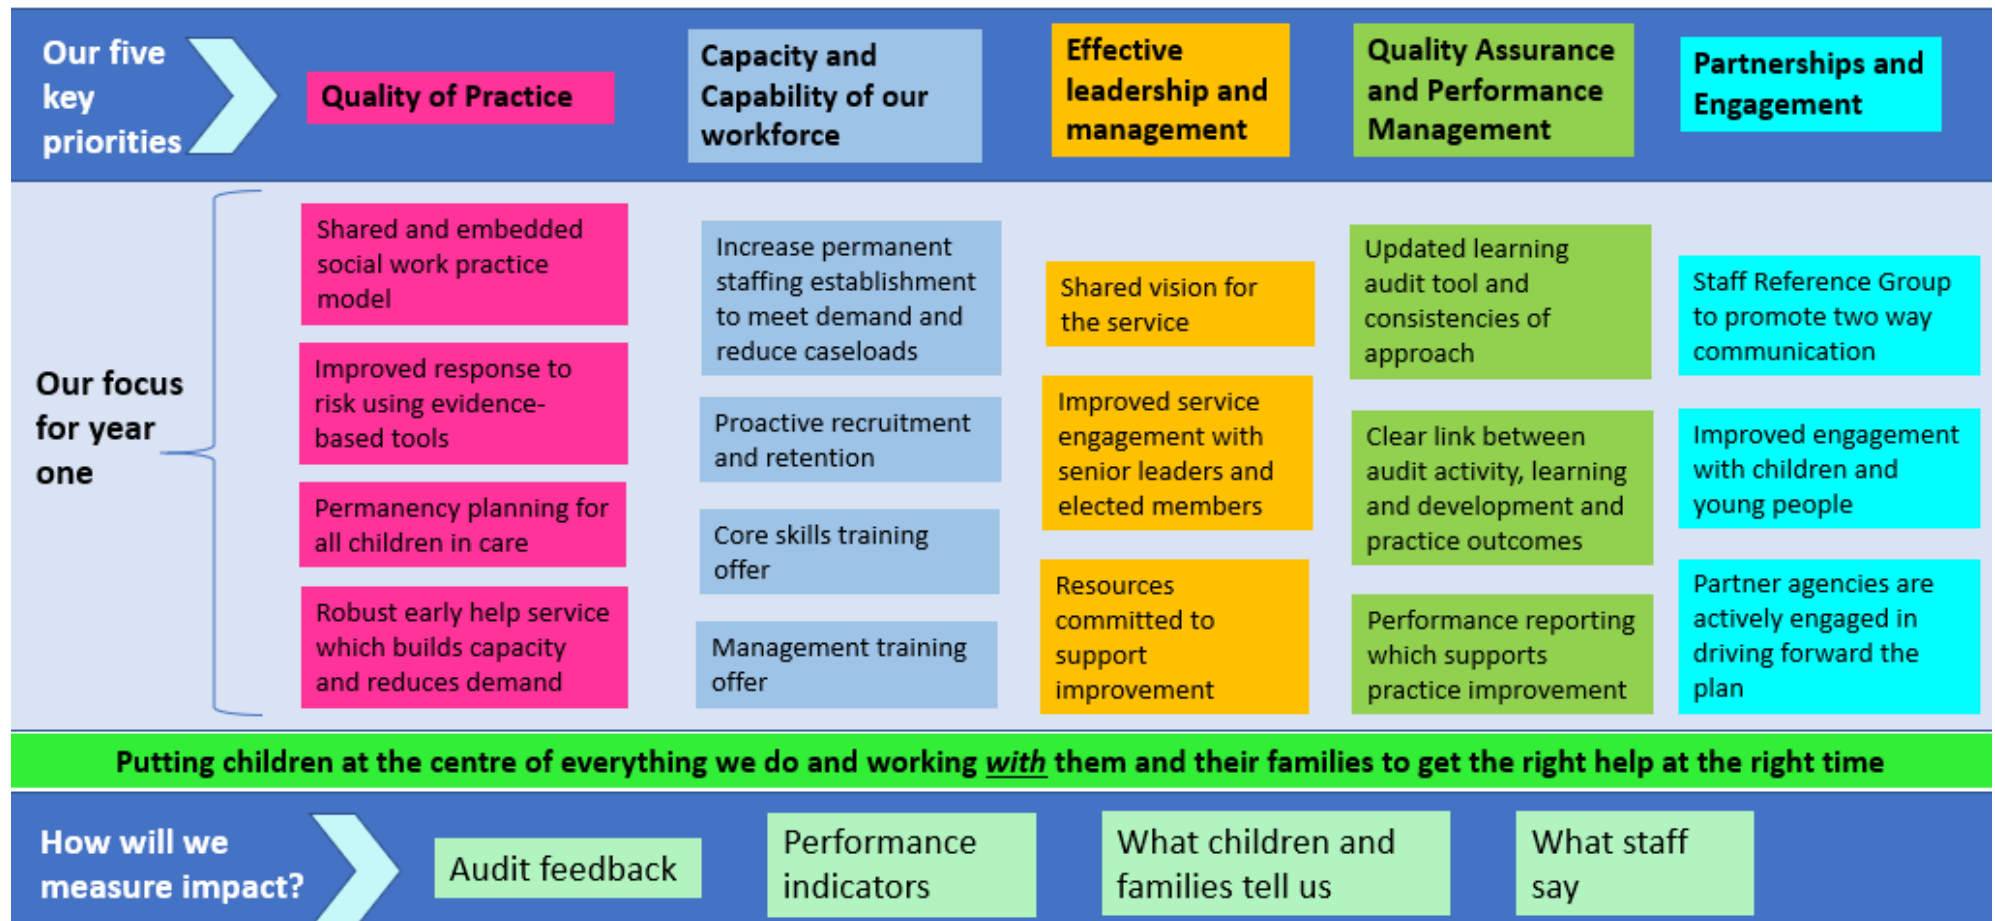 Our five
key
priorities
Quality of Practice
Capacity and
Capability of our
workforce
Effective
leadership and
management
Quality Assurance
and Performance
Management
Partnerships and
Engagement
Our focus
for year
one
Shared and embedded
social work practice
model
Improved response to
risk using evidence-
based tools
Permanency planning for
all children in care
Robust early help service
which builds capacity
and reduces demand
Increase permanent
staffing establishment
to meet demand and
reduce caseloads
Proactive recruitment
and retention
Core skills training
offer
Management training
offer
Shared vision for
the service
Improved service
engagement with
senior leaders and
elected members
Resources
committed to
support
improvement
Updated learning
audit tool and
consistencies of
approach
Clear link between
audit activity, learning
and development and
practice outcomes
Performance reporting
which supports
practice improvement
Staff Reference Group
to promote two way
communication
Improved engagement
with children and
young people
Partner agencies are
actively engaged in
driving forward the
plan
Putting children at the centre of everything we do and working with them and their families to get the right help at the right time
How will we
measure impact?
Audit feedback
Performance
indicators
What children and
families tell us
What staff
say